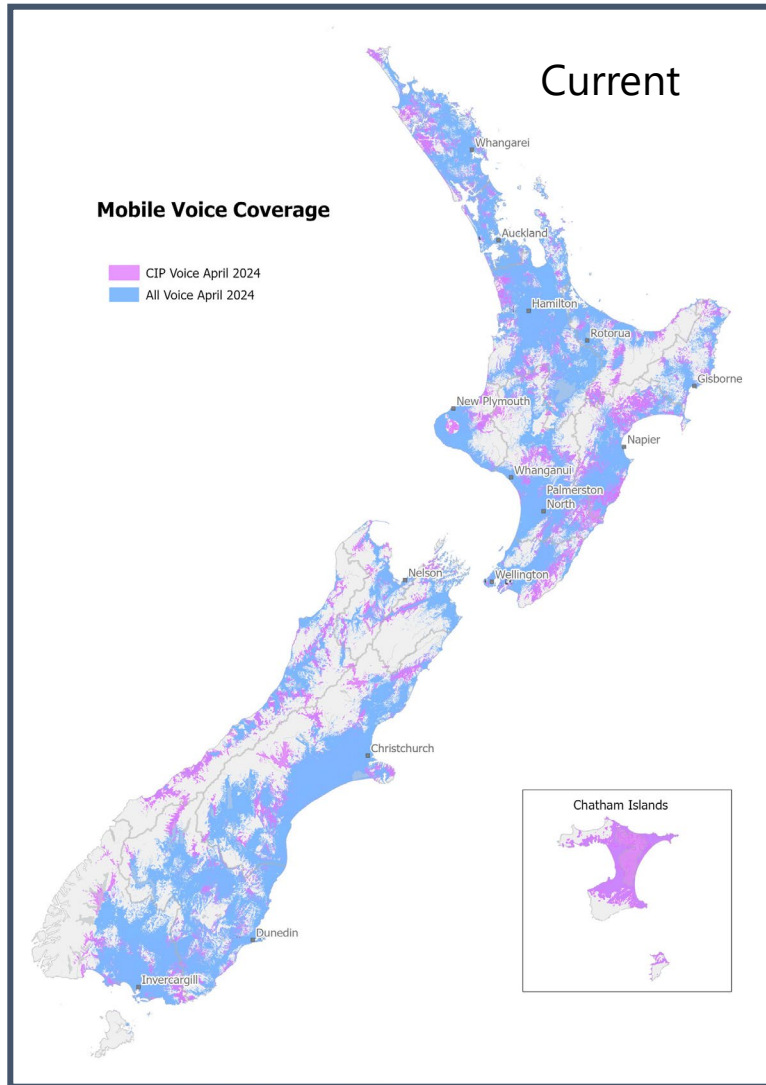 Current
Mobile Voice Coverage
CIP Voice April 2024
All Voice April 2024
Whangarei
Auckland
Hamilton
Rotorua
Gisborne
New Plymouth
Napier
Whanganui
Palmerston
North
Nelson
Wellington
Christchurch
Chatham Islands
Dunedin
Invercargill